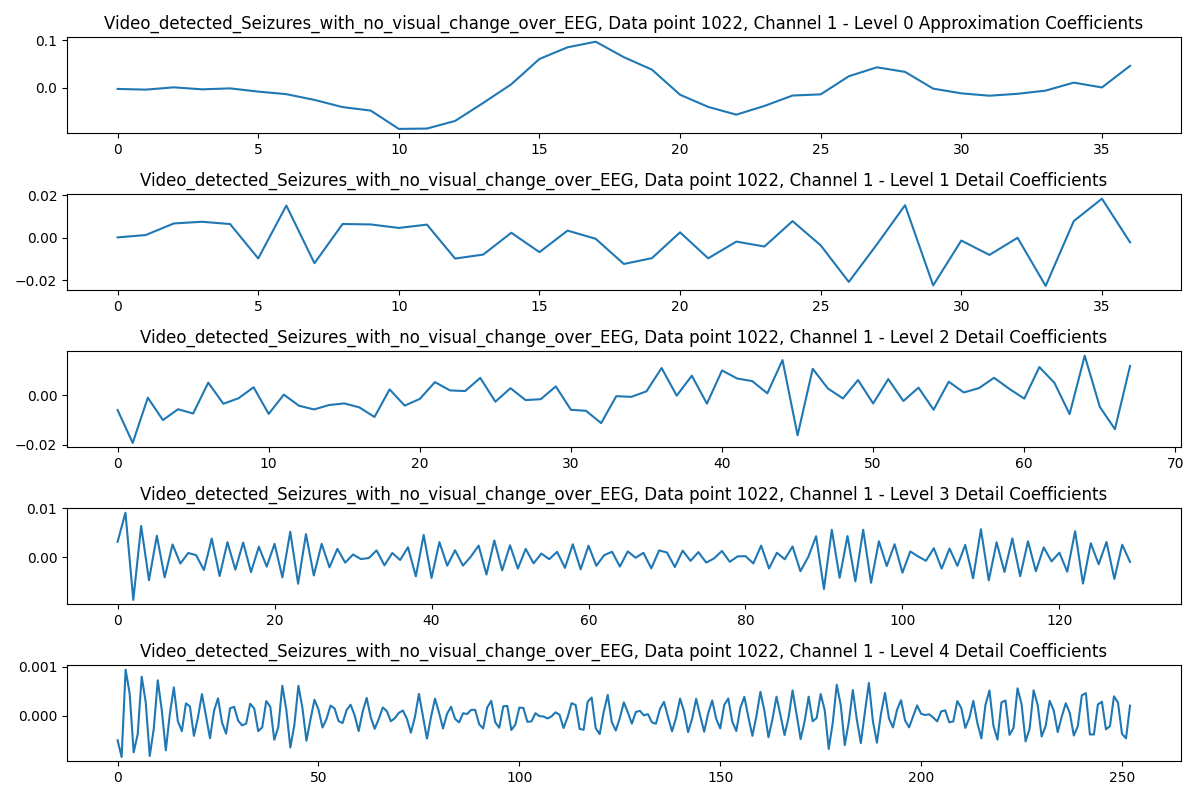 Video_detected_Seizures_with_no_visual_change_over_EEG, Data point 1022, Channel 1 - Level 0 Approximation Coefficients
0.1
0.0
0 5 10 15 20 25 30 35
Video_detected_Seizures_with_no_visual_change_over_EEG, Data point 1022, Channel 1 - Level 1 Detail Coefficients
0.02
0.00
−0.02
0 5 10 15 20 25 30 35
Video_detected_Seizures_with_no_visual_change_over_EEG, Data point 1022, Channel 1 - Level 2 Detail Coefficients
0.00
−0.02
0 10 20 30 40 50 60 70
Video_detected_Seizures_with_no_visual_change_over_EEG, Data point 1022, Channel 1 - Level 3 Detail Coefficients
0.01
0.00
0 20 40 60 80 100 120
Video_detected_Seizures_with_no_visual_change_over_EEG, Data point 1022, Channel 1 - Level 4 Detail Coefficients
0.001
0.000
0 50 100 150 200 250